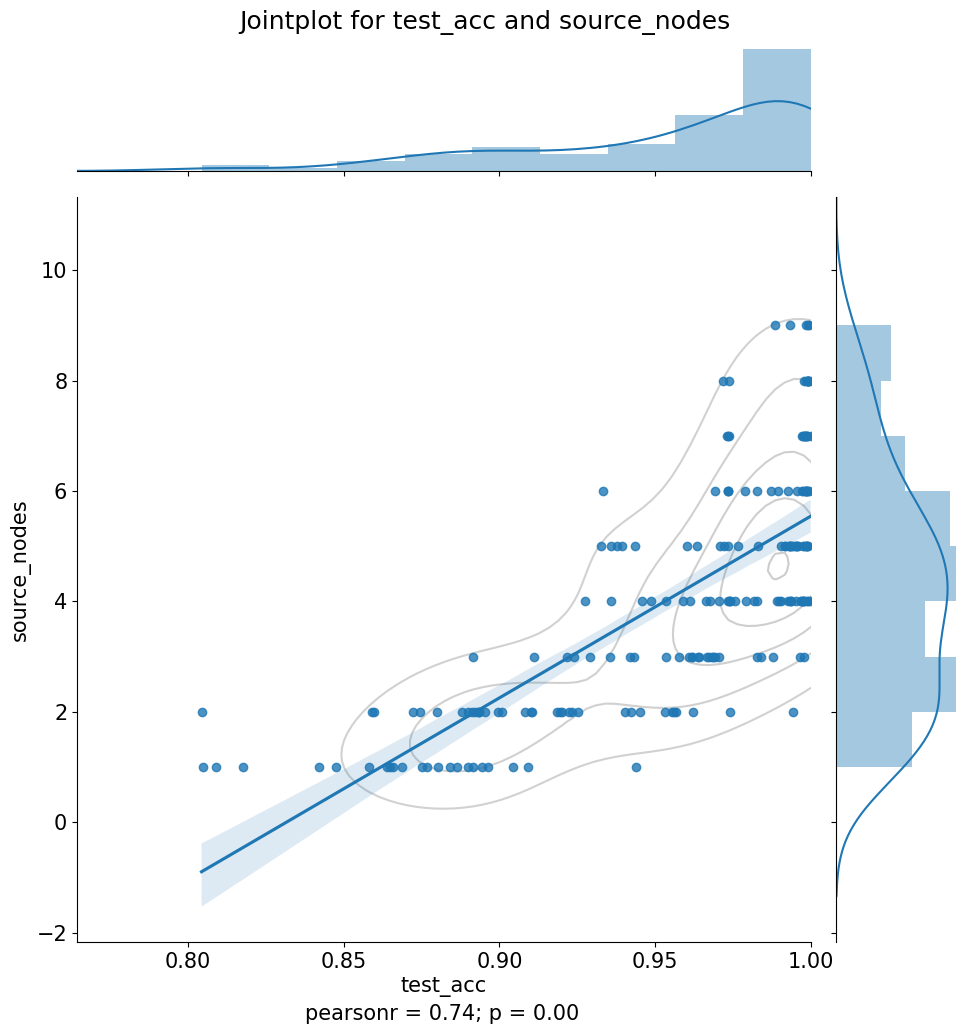 Jointplot for test_acc and source_nodes
10
8
6
4
2
0
−2
source_nodes
0.80 0.85 0.90 0.95 1.00
test_acc
pearsonr = 0.74; p = 0.00